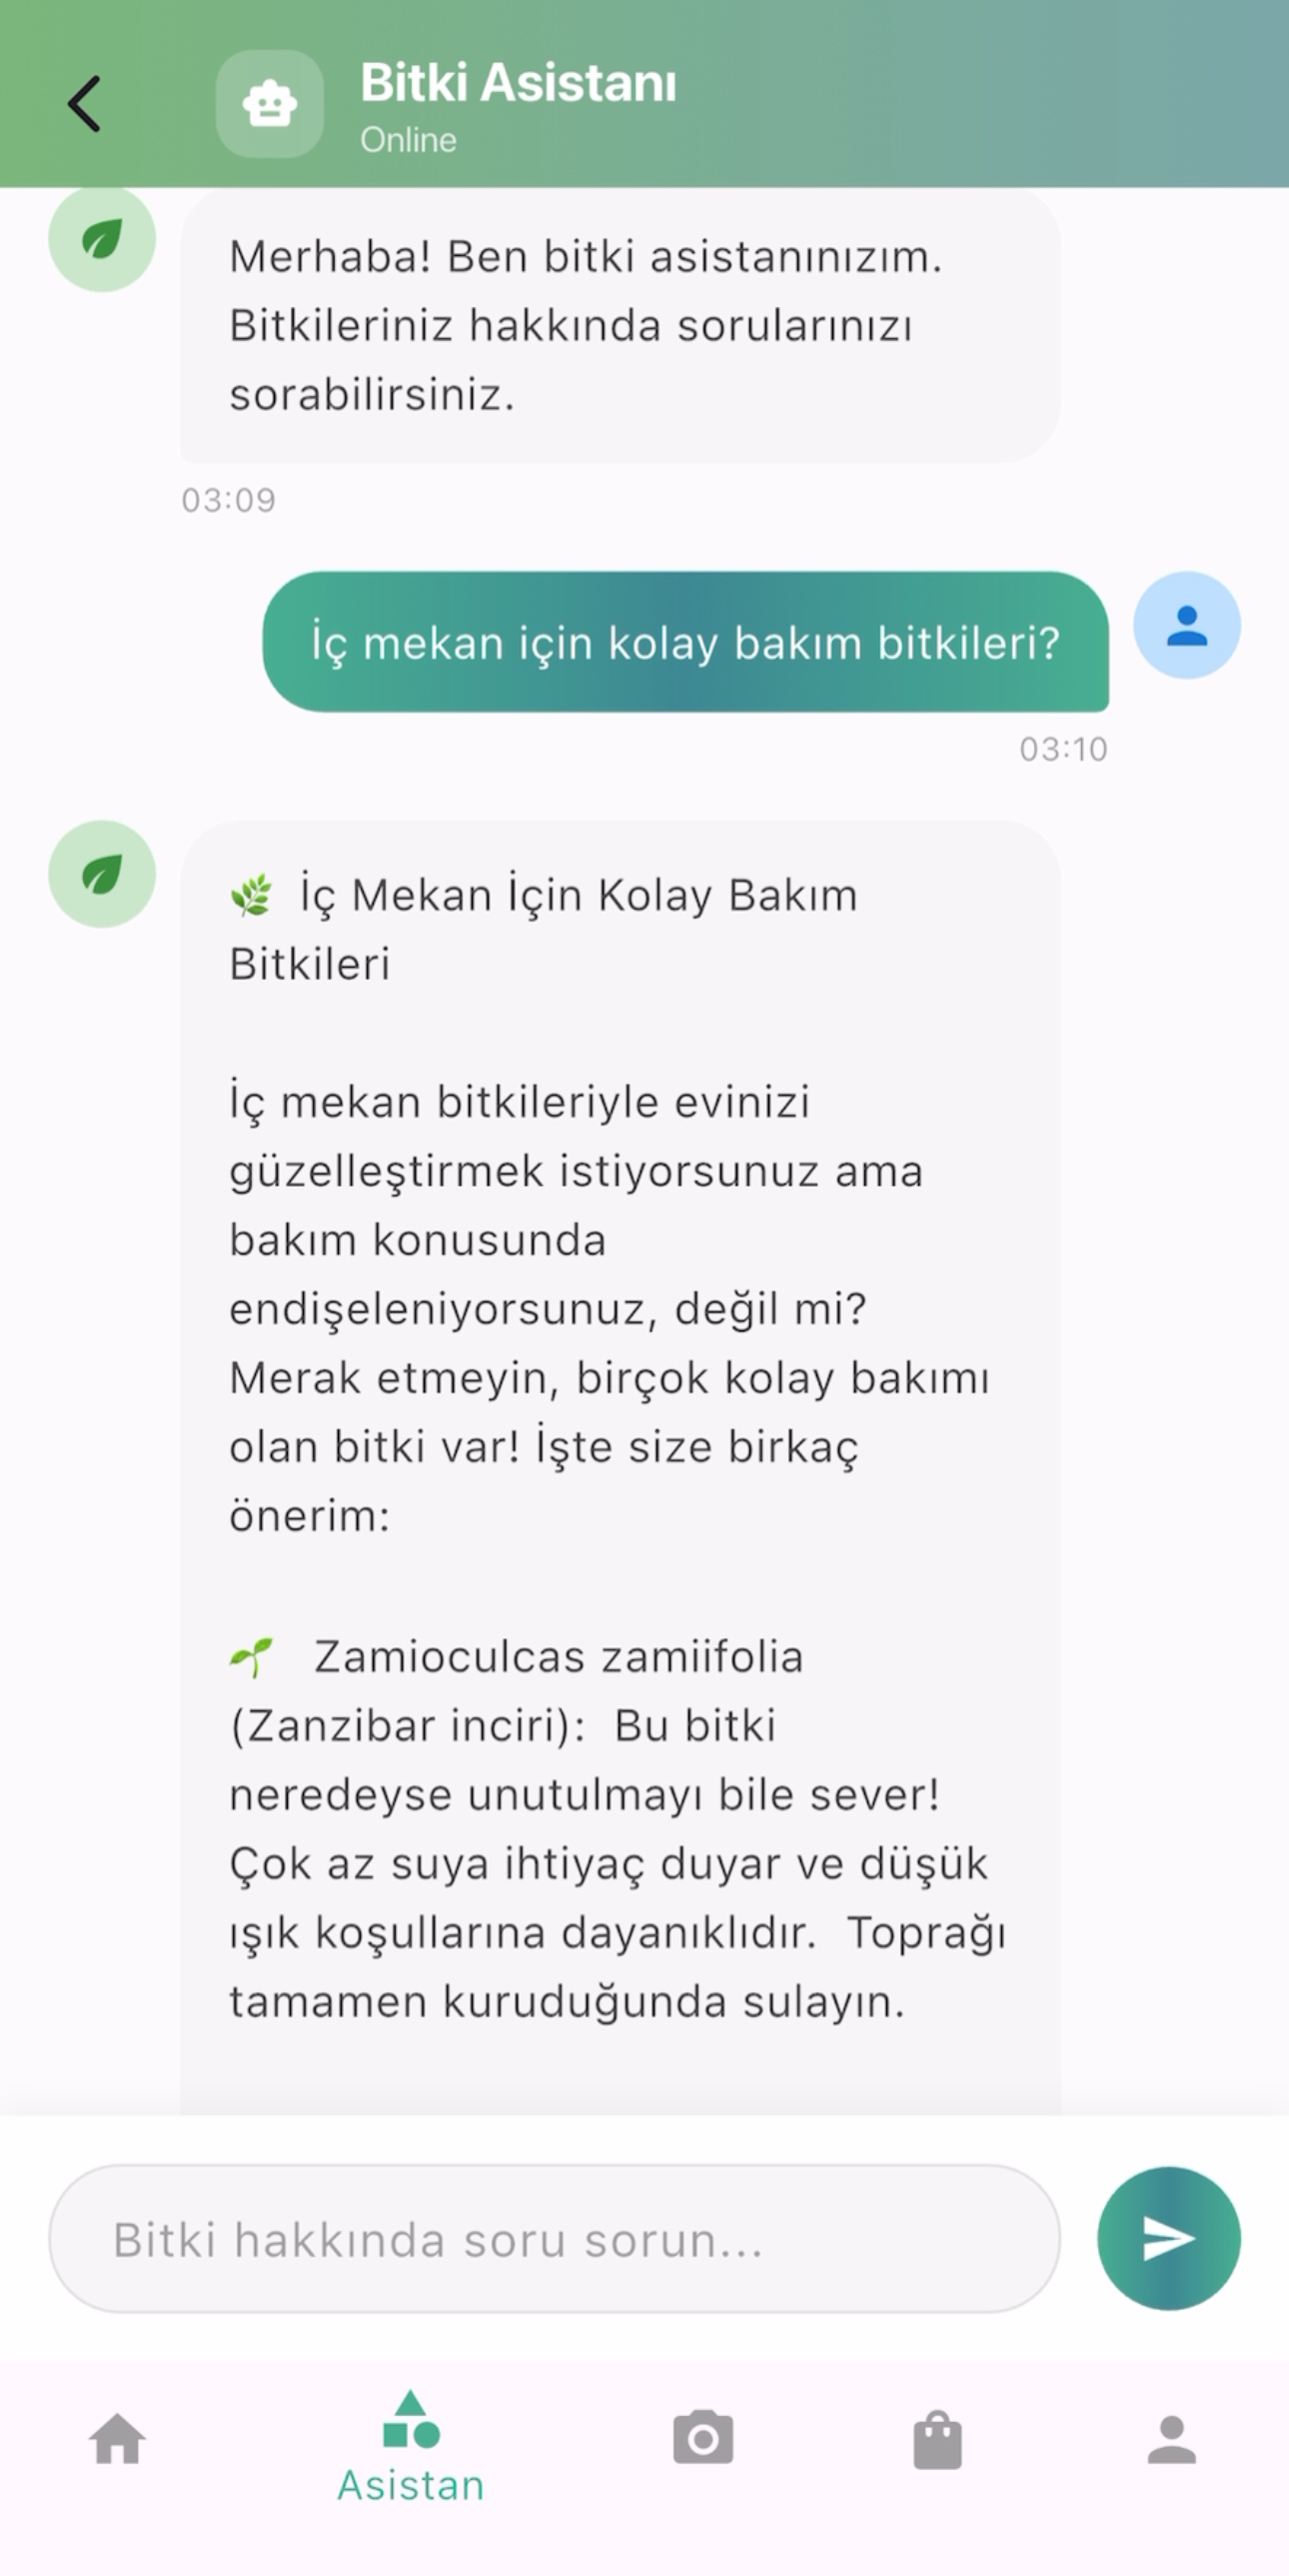 Bitki Asistanı
Online
Merhaba! Ben bitki asistanınızım.
Bitkileriniz hakkında sorularınızı
sorabilirsiniz.
03:09
İç mekan için kolay bakım bitkileri?
03:10
🌿 İç Mekan İçin Kolay Bakım
Bitkileri
İç mekan bitkileriyle evinizi
güzelleştirmek istiyorsunuz ama
bakım konusunda
endişeleniyorsunuz, değil mi?
Merak etmeyin, birçok kolay bakımı
olan bitki var! İşte size birkaç
önerim:
🌱 Zamioculcas zamiifolia
(Zanzibar inciri): Bu bitki
neredeyse unutulmayı bile sever!
Çok az suya ihtiyaç duyar ve düşük
ışık koşullarına dayanıklıdır. Toprağı
tamamen kuruduğunda sulayın.
Bitki hakkında soru sorun...
Asistan